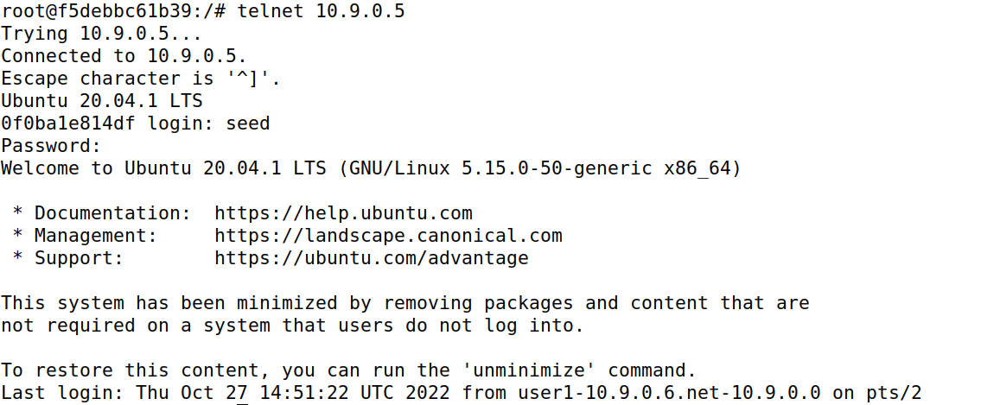 root@f5debbc61b39:/# telnet 10.9.0.5
Trying 10.9.0.5...
Connected to 10.9.0.5.
Escape character is '^]'.
Ubuntu 20.04.1 LTS
0f0ba1e814df login: seed
Password:
Welcome to Ubuntu 20.04.1 LTS (GNU/Linux 5.15.0-50-generic x86_64)
* Documentation:  https://help.ubuntu.com
* Management:     https://landscape.canonical.com
* Support:        https://ubuntu.com/advantage
This system has been minimized by removing packages and content that are
not required on a system that users do not log into.
To restore this content, you can run the 'unminimize' command.
Last login: Thu Oct 27 14:51:22 UTC 2022 from user1-10.9.0.6.net-10.9.0.0 on pts/2